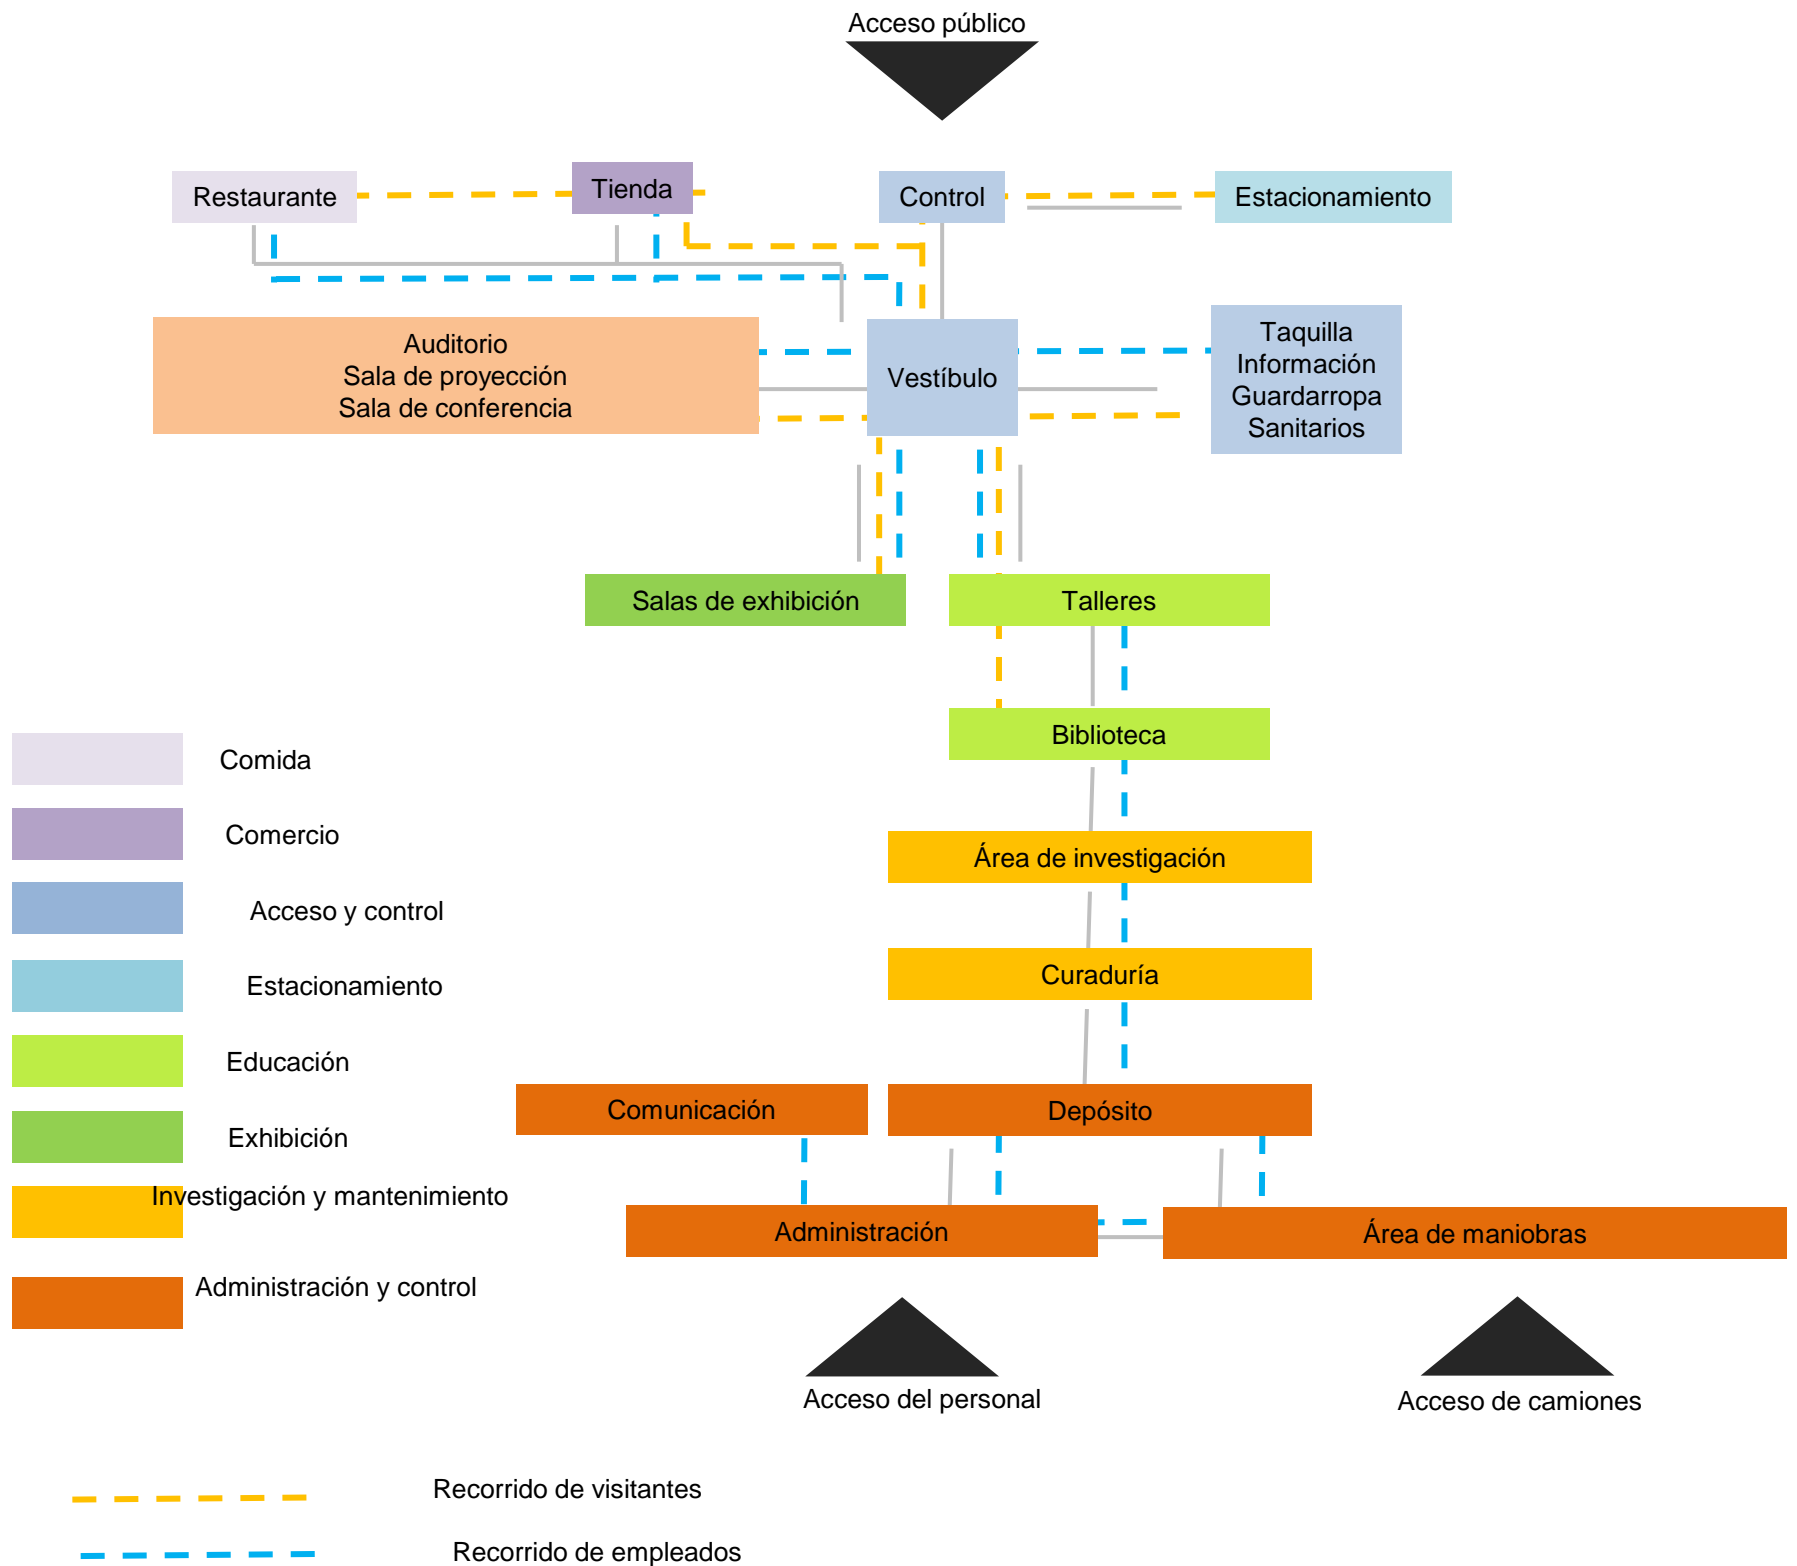 Acceso público
Restaurante
Tienda
Control
Estacionamiento
Auditorio
Sala de proyección
Sala de conferencia
Vestíbulo
Taquilla
Información
Guardarropa
Sanitarios
Salas de exhibición
Talleres
Biblioteca
Comida
Comercio
Área de investigación
Acceso y control
Curaduría
Estacionamiento
Educación
Comunicación
Depósito
Exhibición
Investigación y mantenimiento
Administración
Área de maniobras
Administración y control
Acceso del personal
Acceso de camiones
Recorrido de visitantes
Recorrido de empleados